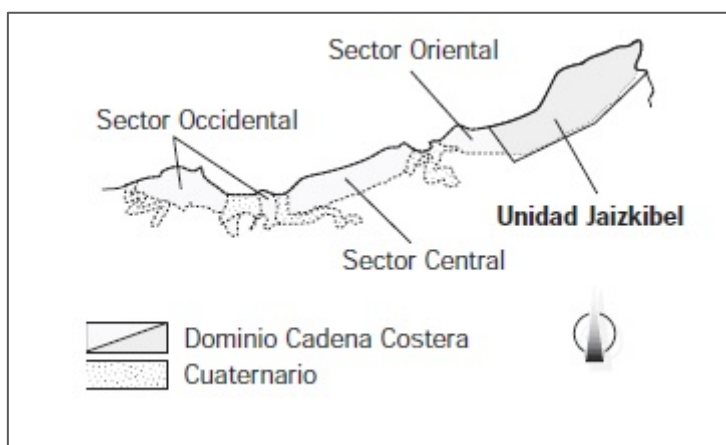 Sector Oriental
Sector Occidental
Unidad Jaizkibel
Sector Central
Dominio Cadena Costera
Cuaternario